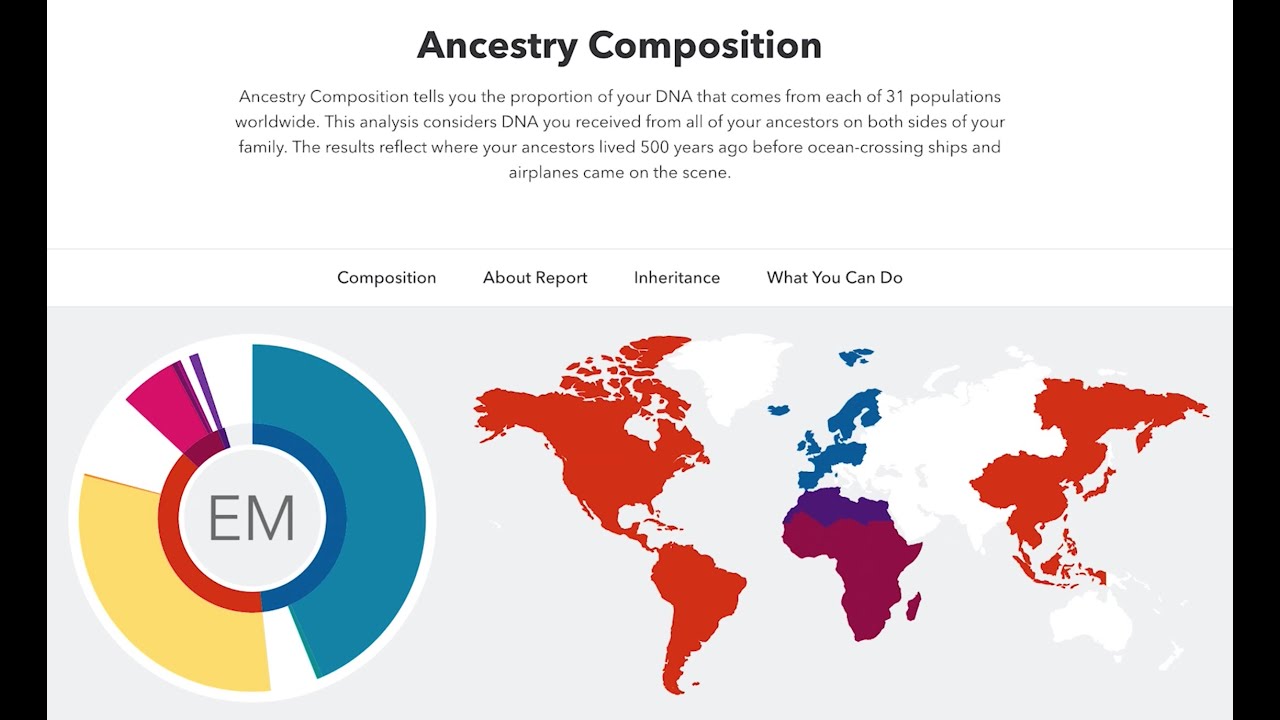 Ancestry Composition
Ancestry Composition tells you the proportion of your DNA that comes from each of 31 populations
worldwide. This analysis considers DNA you received from all of your ancestors on both sides of your
family. The results reflect where your ancestors lived 500 years ago before ocean-crossing ships and
airplanes came on the scene.
Composition About Report Inheritance What You Can Do
EM